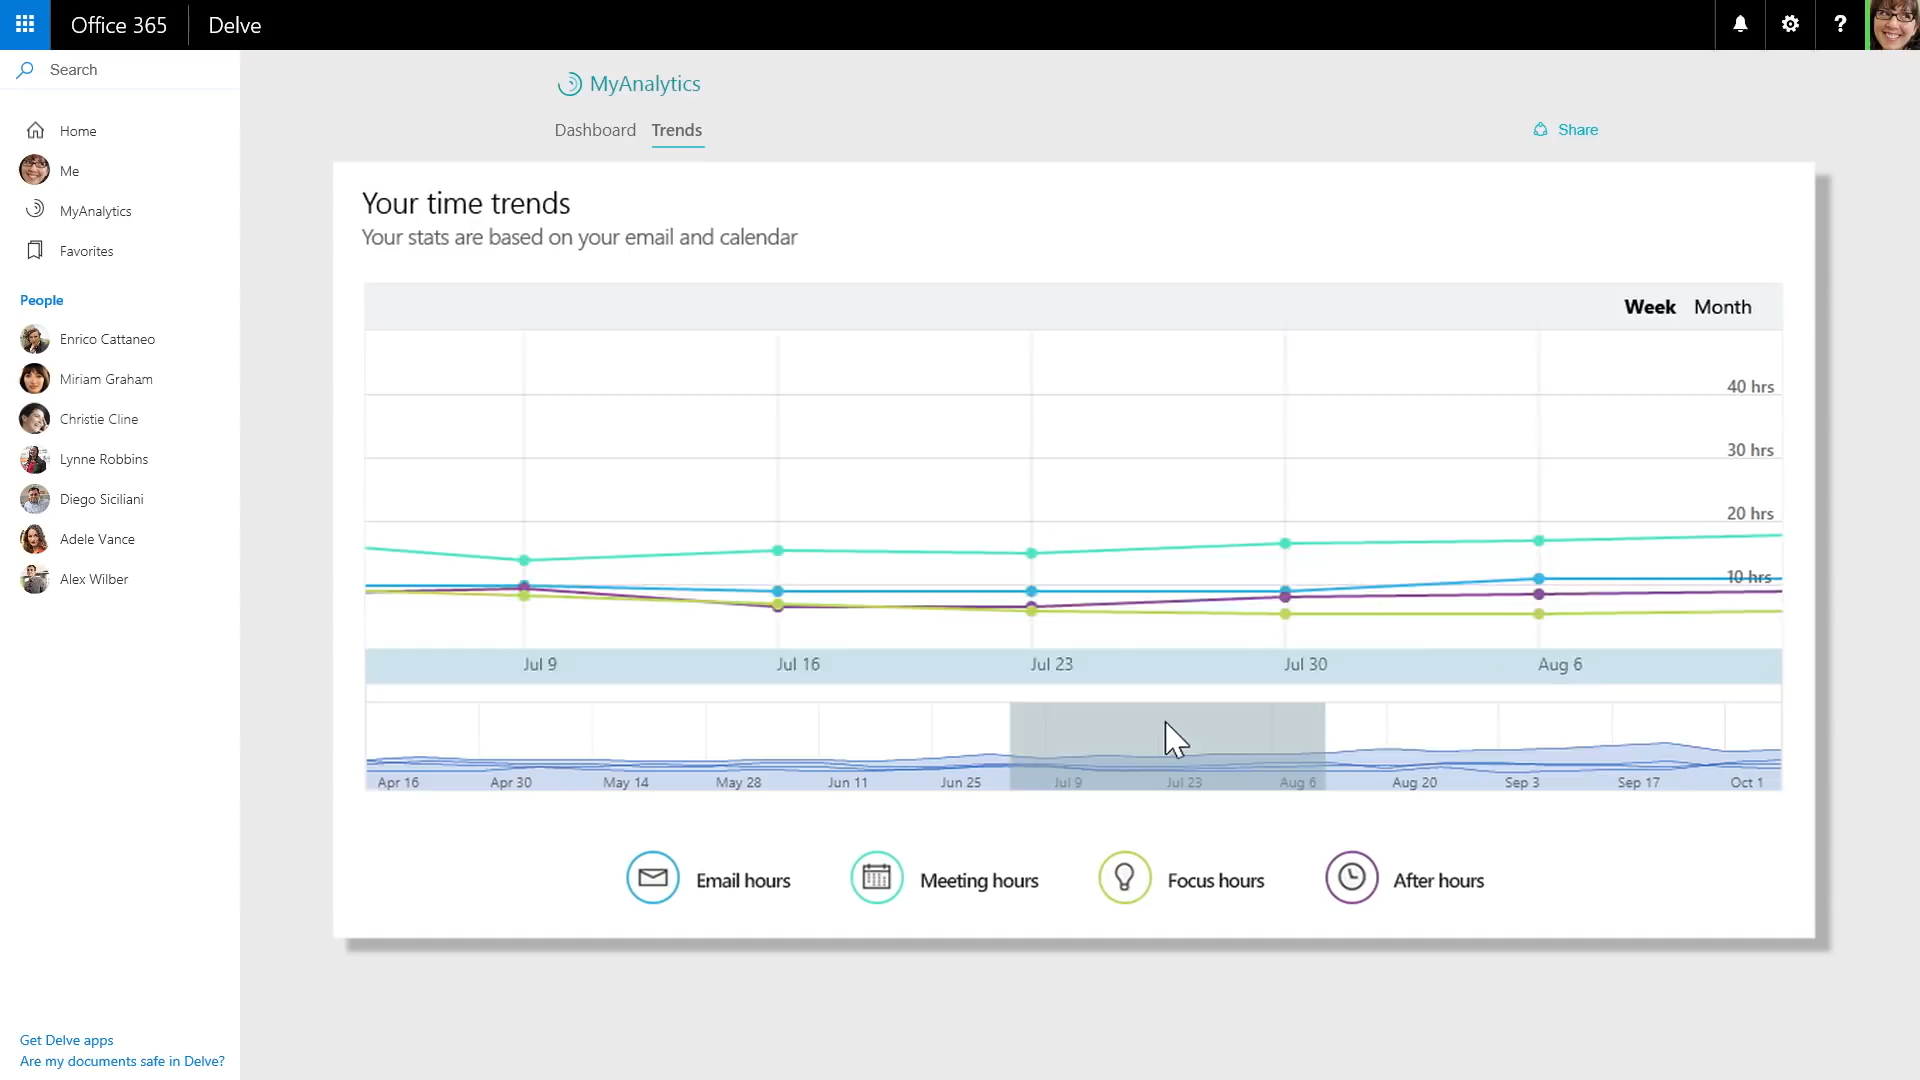 Office 365
Delve
?
Search
Home
Me
MyAnalytics
Favorites
People
Enrico Cattaneo
Miriam Graham
Christie Cline
Lynne Robbins
Diego Siciliani
Adele Vance
Alex Wilber
Get Delve apps
Are my documents safe in Delve?
MyAnalytics
Dashboard Trends
Share
Your time trends
Your stats are based on your email and calendar
Week Month
40 hrs
30 hrs
20 hrs
10 hrs
Jul 9 Jul 16 Jul 23 Jul 30 Aug 6
Apr 16 Apr 30 May 14 May 28 Jun 11 Jun 25 Jul 9 Jul 23 Aug 6 Aug 20 Sep 3 Sep 17 Oct 1
Email hours Meeting hours Focus hours After hours